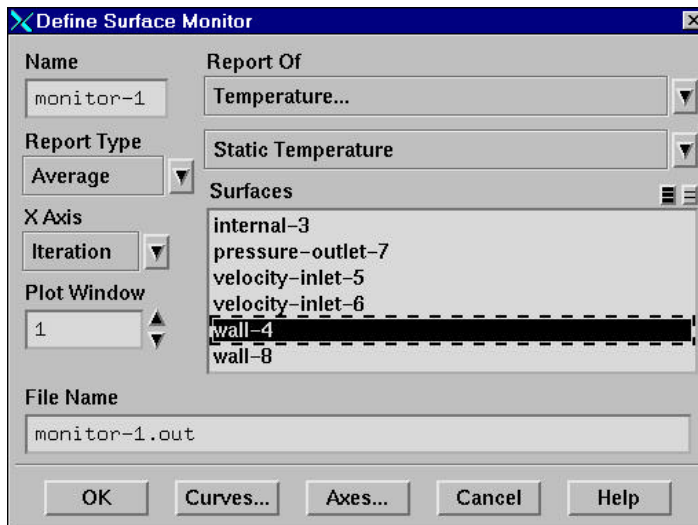 Define Surface Monitor
Name
monitor-1
Report Type
Average
X Axis
Iteration
Plot Window
1
Report Of
Temperature...
Static Temperature
Surfaces
internal-3
pressure-outlet-7
velocity-inlet-5
velocity-inlet-6
wall-4
wall-8
File Name
monitor-1.out
OK
Curves...
Axes...
Cancel
Help